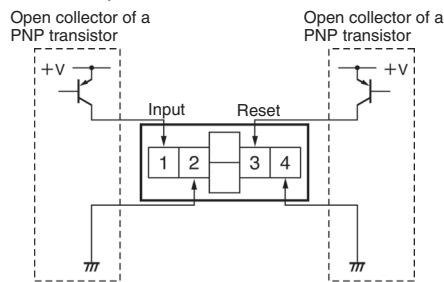 Open collector of a
PNP transistor
Open collector of a
PNP transistor
+V
+V
Input
Reset
1 2 3 4